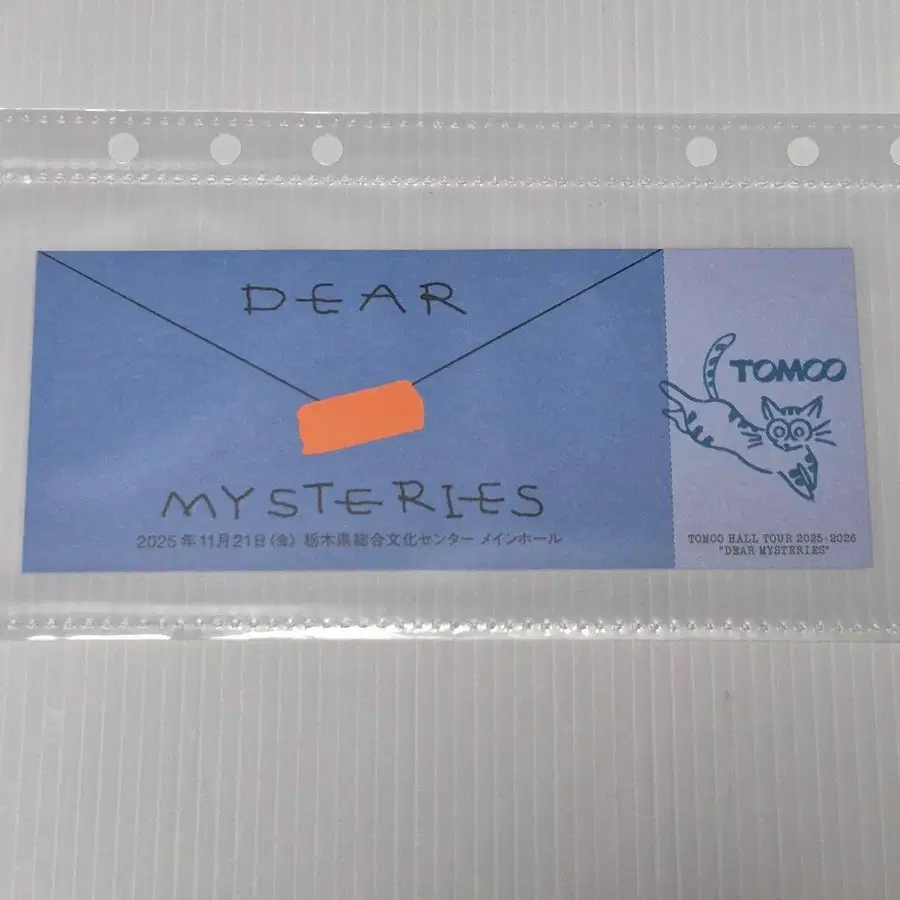 DEAR
MYSTERIES
2025年11月21日(金) 栃木県総合文化センター メインホール
TOMOO
TOMOO HALL TOUR 2025-2026
"DEAR MYSTERIES"